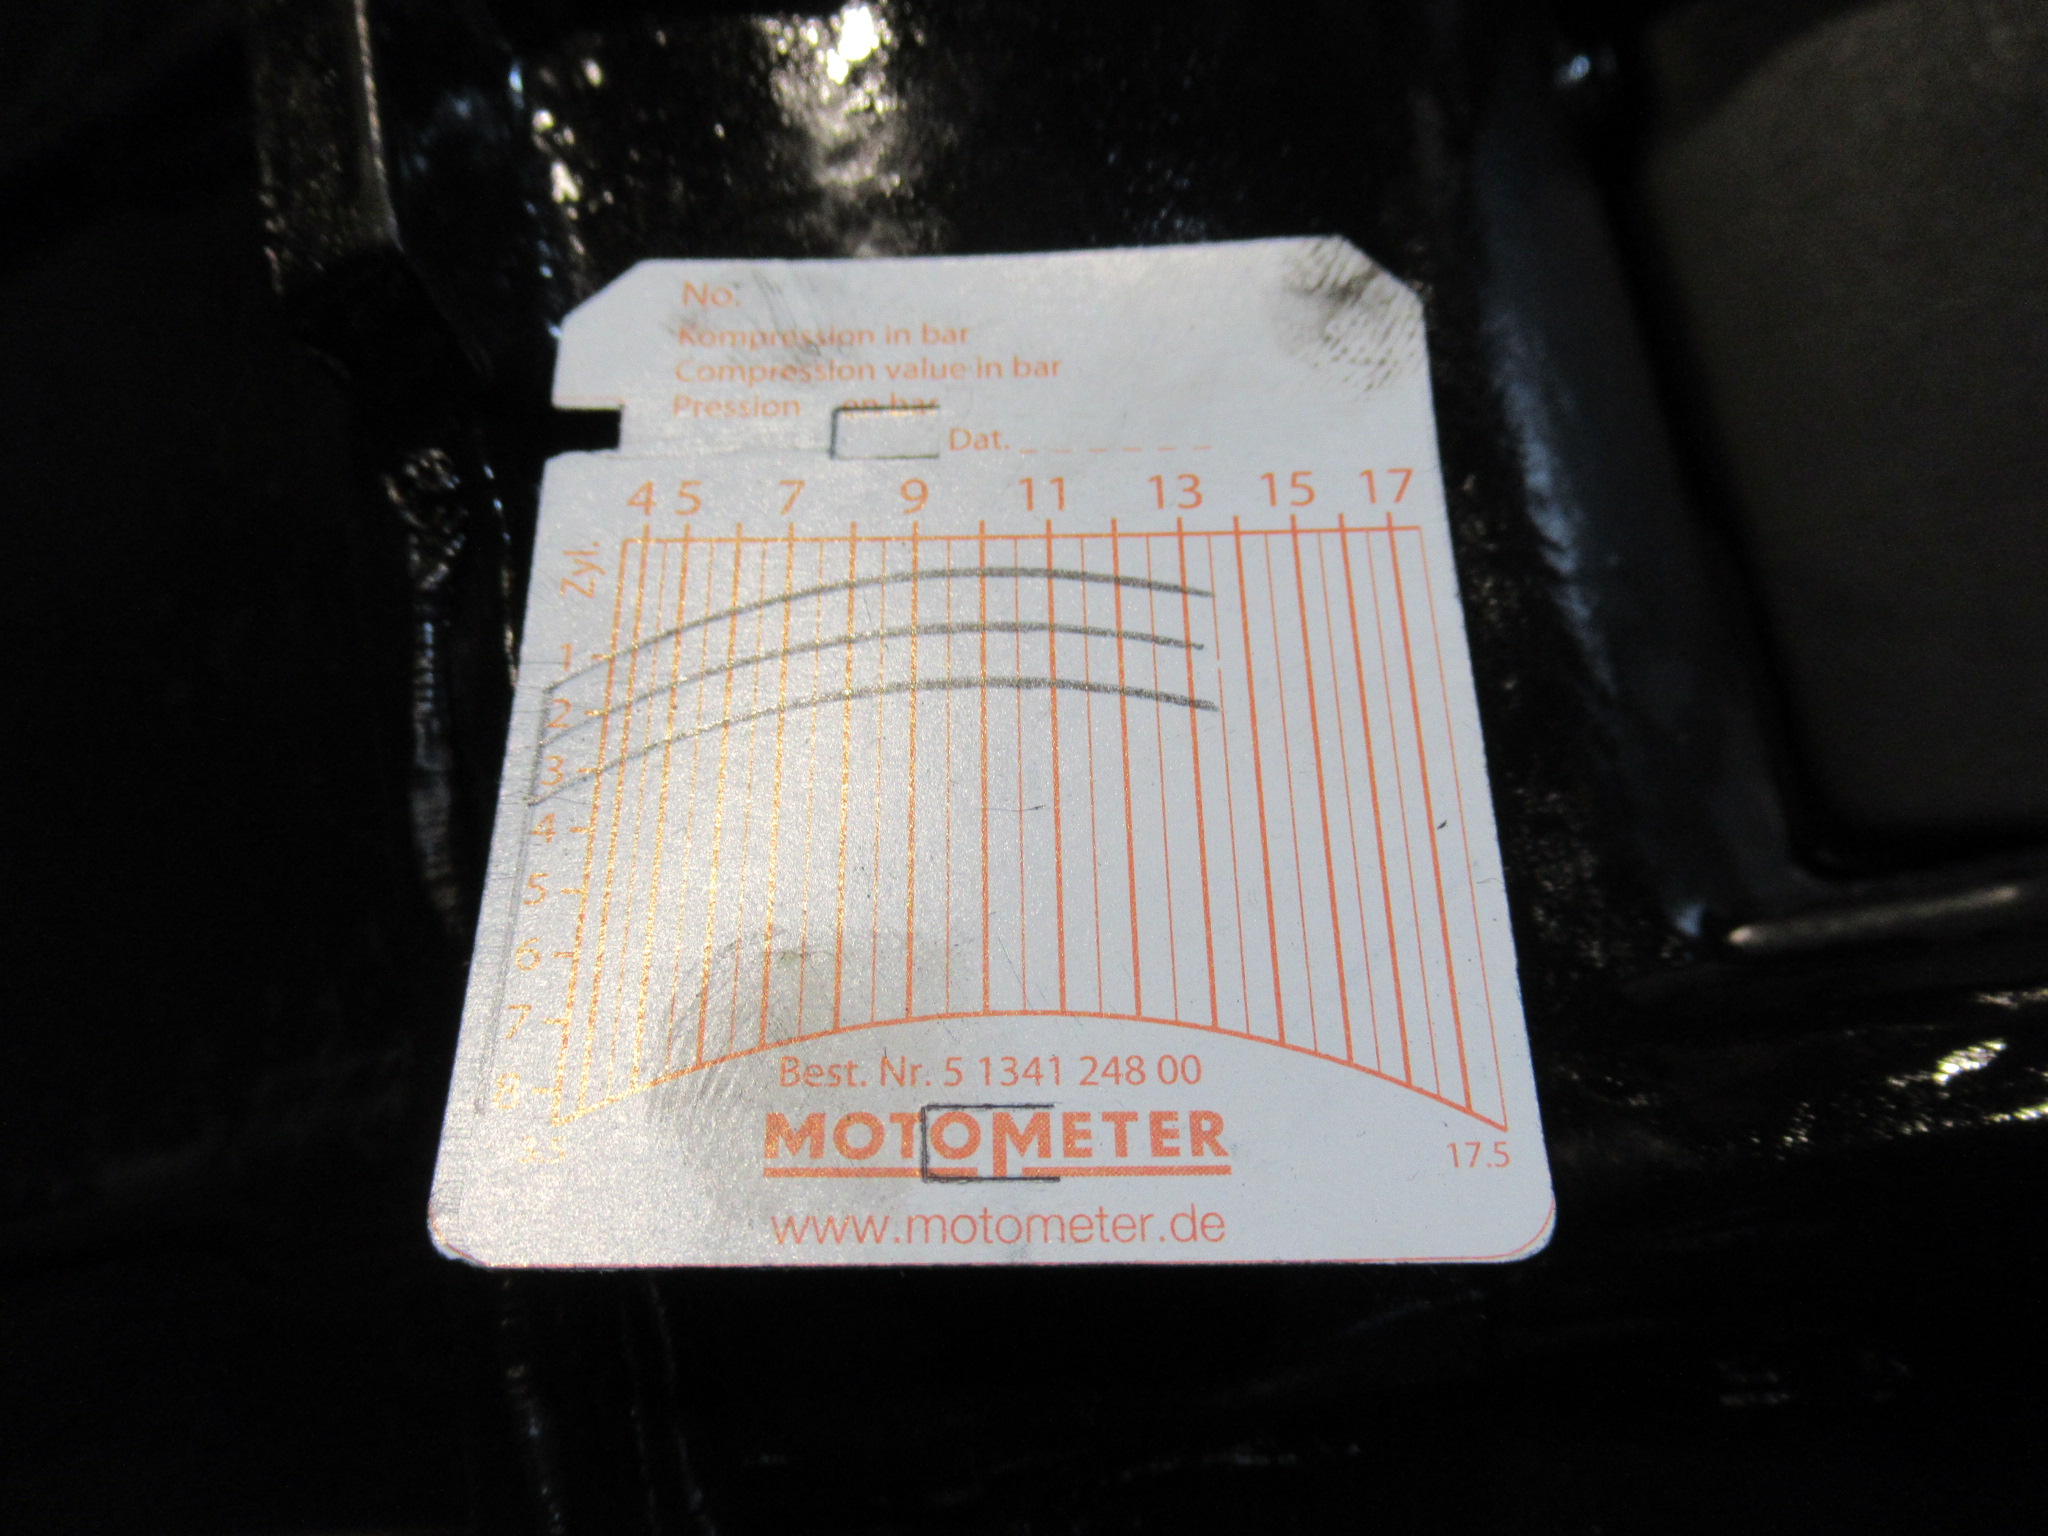 No.
Kompression in bar
Compression value in bar
Pression en bar
Dat. _ _ _ _ _ _
4 5 7 9 11 13 15 17
Zyl.
1
2
3
4
5
6
7
8
Best. Nr. 5 1341 248 00
MOTOMETER
17.5
www.motometer.de